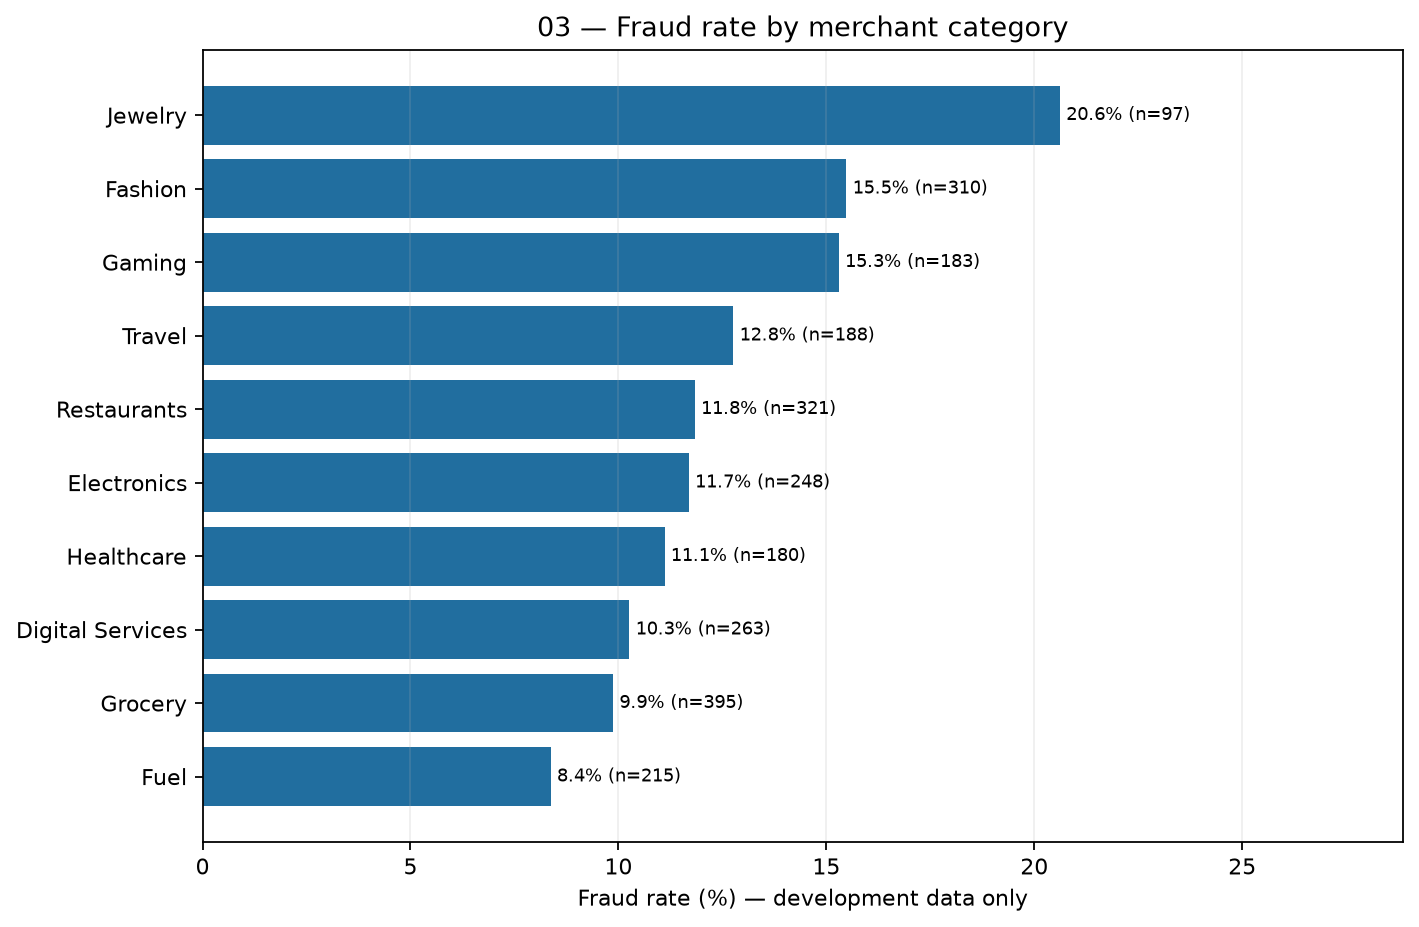 03 — Fraud rate by merchant category
Jewelry 20.6% (n=97)
Fashion 15.5% (n=310)
Gaming 15.3% (n=183)
Travel 12.8% (n=188)
Restaurants 11.8% (n=321)
Electronics 11.7% (n=248)
Healthcare 11.1% (n=180)
Digital Services 10.3% (n=263)
Grocery 9.9% (n=395)
Fuel 8.4% (n=215)
0 5 10 15 20 25
Fraud rate (%) — development data only